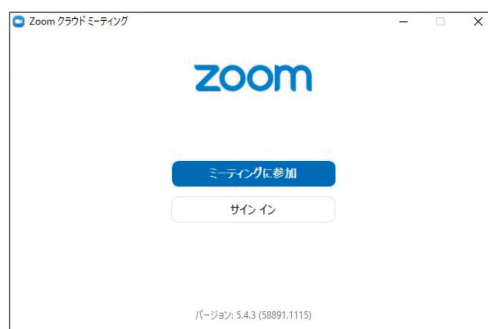 Zoom クラウドミーティング
zoom
ミーティングに参加
サイン イン
バージョン: 5.4.3 (58891.1115)